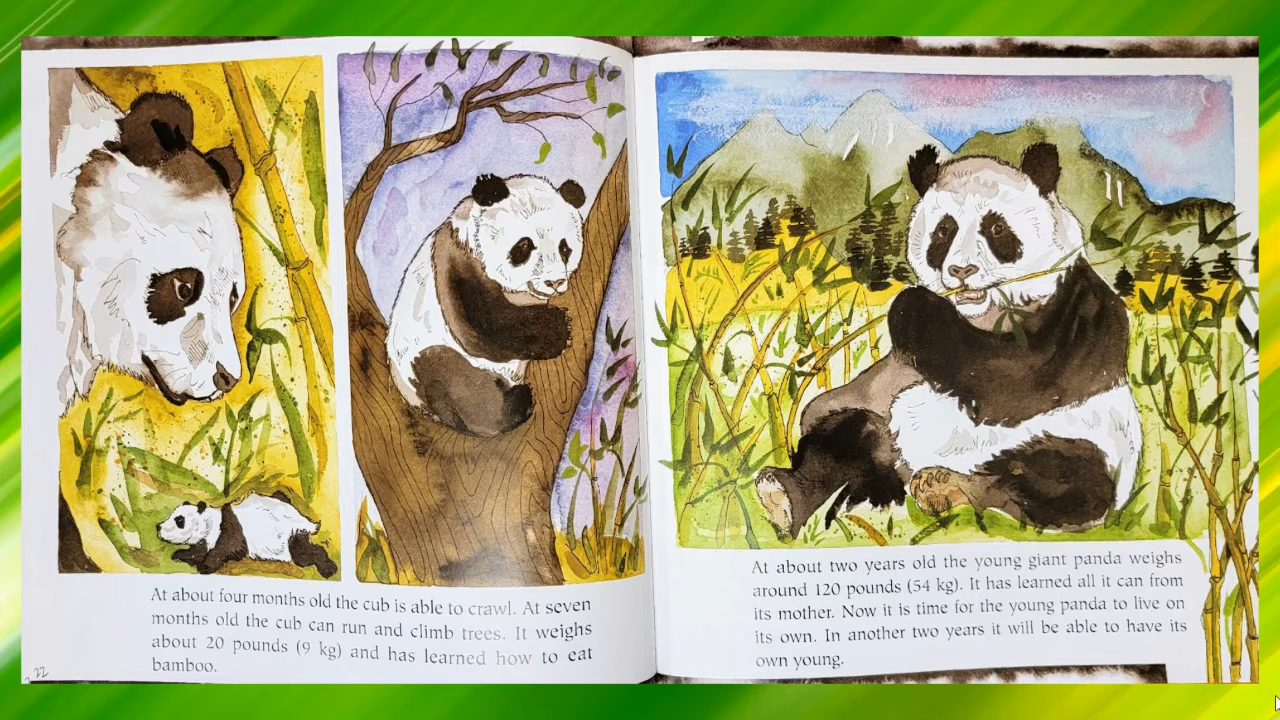 At about four months old the cub is able to crawl. At seven
months old the cub can run and climb trees. It weighs
about 20 pounds (9 kg) and has learned how to eat
bamboo.
22
At about two years old the young giant panda weighs
around 120 pounds (54 kg). It has learned all it can from
its mother. Now it is time for the young panda to live on
its own. In another two years it will be able to have its
own young.